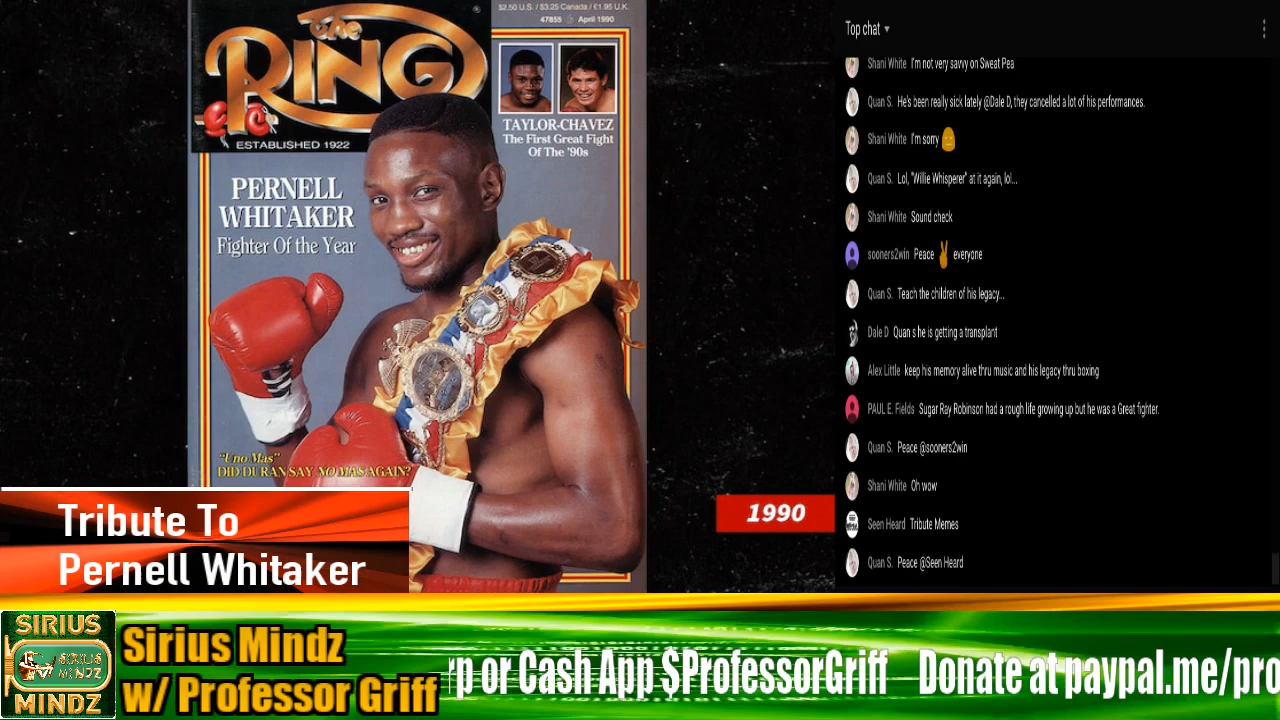 The
RING
ESTABLISHED 1922
$2.50 U.S. / $3.25 Canada / £1.95 U.K.
47855 April 1990
TAYLOR-CHAVEZ
The First Great Fight
Of The '90s
PERNELL
WHITAKER
Fighter Of the Year
"Uno Mas"
DID DURAN SAY NO MAS AGAIN?
1990
Tribute To
Pernell Whitaker
Top chat
Shani White I'm not very savvy on Sweat Pea
Quan S. He's been really sick lately @Dale D, they cancelled a lot of his performances.
Shani White I'm sorry
Quan S. Lol, "Willie Whisperer" at it again, lol...
Shani White Sound check
sooners2win Peace ✌ everyone
Quan S. Teach the children of his legacy...
Dale D Quan s he is getting a transplant
Alex Little keep his memory alive thru music and his legacy thru boxing
PAUL E. Fields Sugar Ray Robinson had a rough life growing up but he was a Great fighter.
Quan S. Peace @sooners2win
Shani White Oh wow
Seen Heard Tribute Memes
Quan S. Peace @Seen Heard
SIRIUS
SIRIUS
MINDZ
MINDZ
Sirius Mindz
w/ Professor Griff
p or Cash App $ProfessorGriff Donate at paypal.me/pro